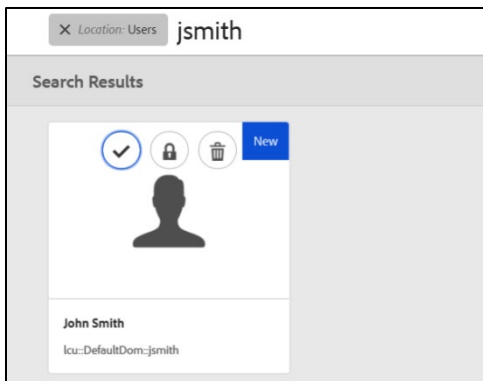 × Location: Users jsmith
Search Results
New
John Smith
lcu::DefaultDom::jsmith